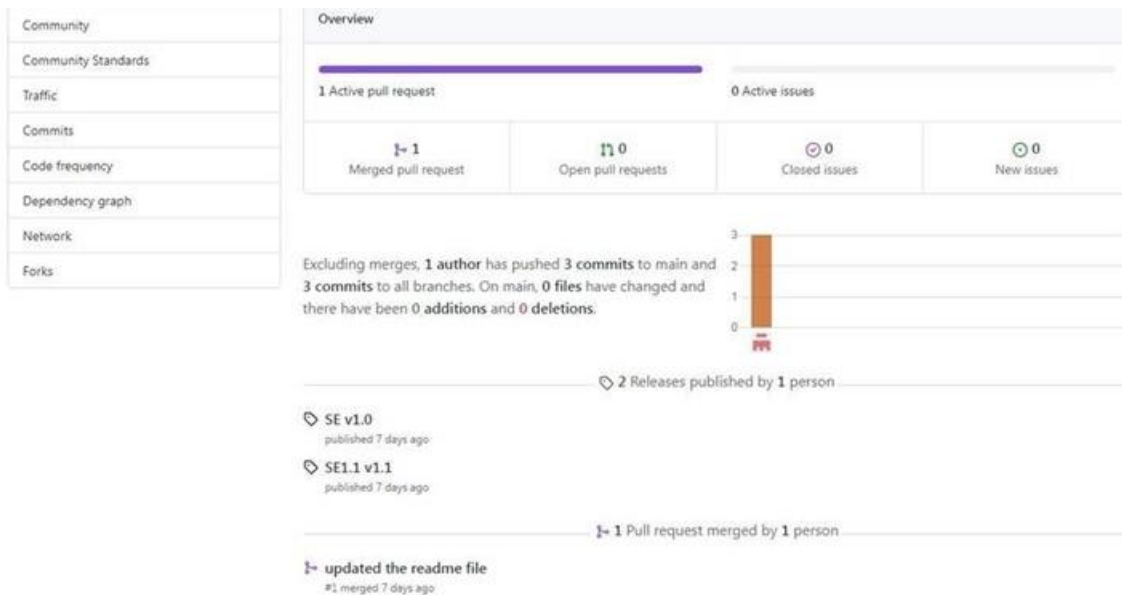 Community
Community Standards
Traffic
Commits
Code frequency
Dependency graph
Network
Forks
Overview
1 Active pull request
0 Active issues
1
Merged pull request
0
Open pull requests
0
Closed issues
0
New issues
Excluding merges, 1 author has pushed 3 commits to main and
3 commits to all branches. On main, 0 files have changed and
there have been 0 additions and 0 deletions.
3
2
1
0
2 Releases published by 1 person
SE v1.0
published 7 days ago
SE1.1 v1.1
published 7 days ago
1 Pull request merged by 1 person
updated the readme file
#1 merged 7 days ago